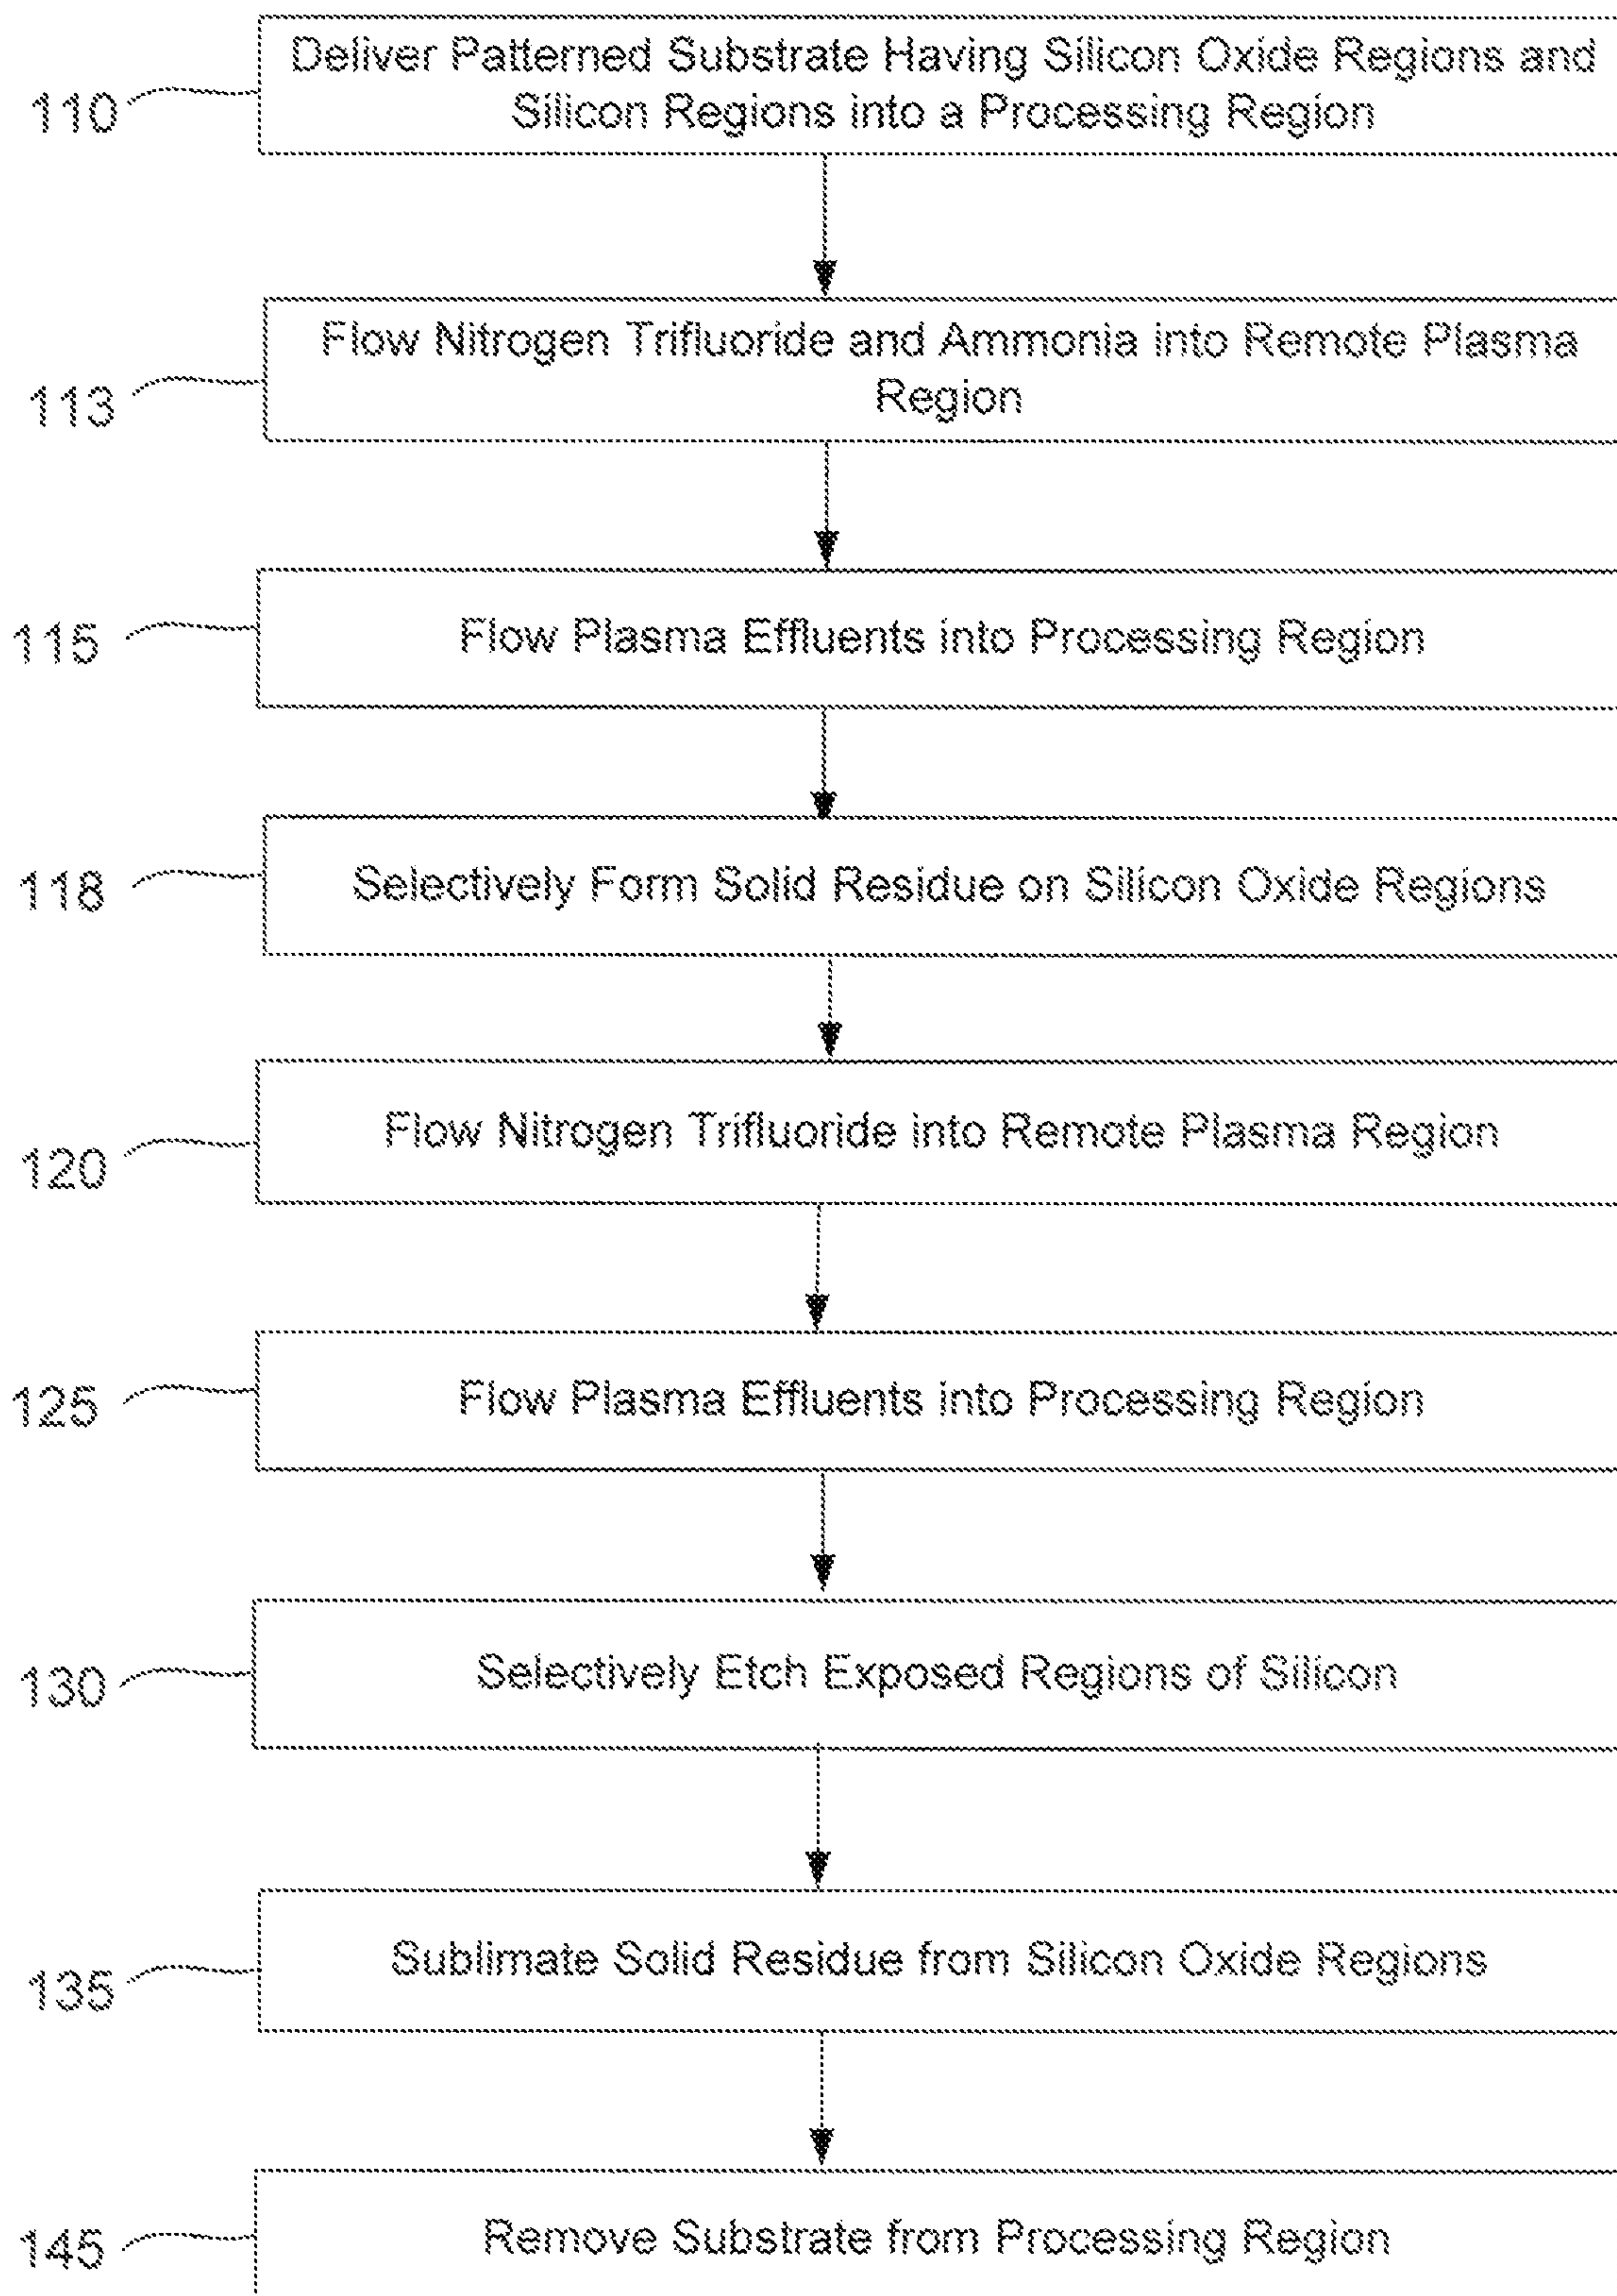 Deliver Patterned Substrate Having Silicon Oxide Regions and
Silicon Regions into a Processing Region
110
Flow Nitrogen Trifluoride and Ammonia into Remote Plasma
Region
113
Flow Plasma Effluents into Processing Region
115
Selectively Form Solid Residue on Silicon Oxide Regions
118
Flow Nitrogen Trifluoride into Remote Plasma Region
120
Flow Plasma Effluents into Processing Region
125
Selectively Etch Exposed Regions of Silicon
130
Sublimate Solid Residue from Silicon Oxide Regions
135
Remove Substrate from Processing Region
145